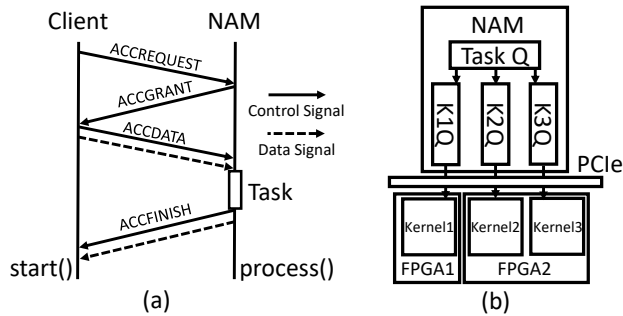 Client NAM
ACCREQUEST
ACCGRANT
ACCDATA
Control Signal
Data Signal
Task
ACCFINISH
start() process()
(a)
NAM
Task Q
K1Q K2Q K3Q
PCIe
Kernel1 Kernel2 Kernel3
FPGA1 FPGA2
(b)